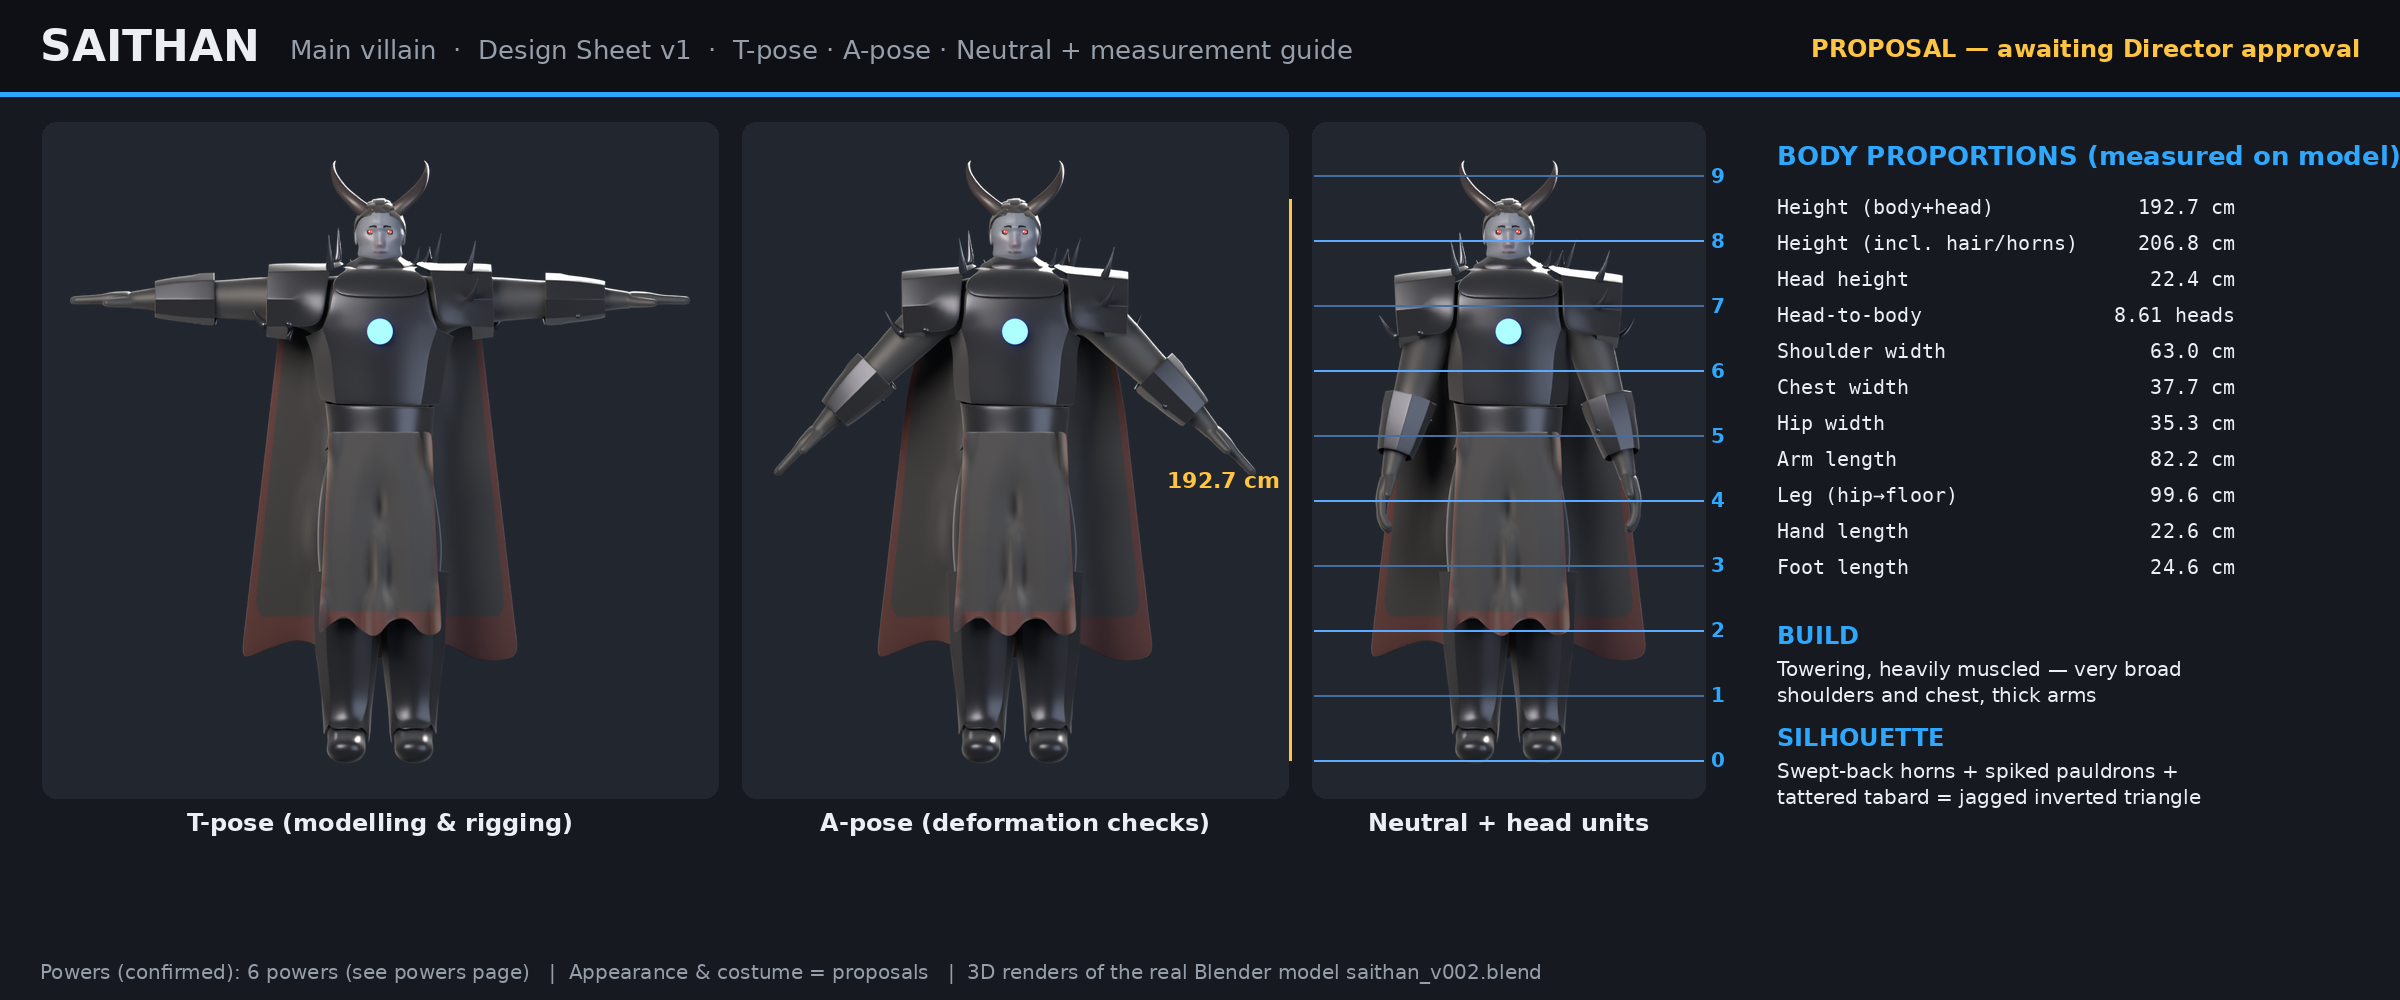 SAITHAN Main villain · Design Sheet v1 · T-pose · A-pose · Neutral + measurement guide
PROPOSAL — awaiting Director approval
192.7 cm
9
8
7
6
5
4
3
2
1
0
T-pose (modelling & rigging)
A-pose (deformation checks)
Neutral + head units
BODY PROPORTIONS (measured on model)
Height (body+head) 192.7 cm
Height (incl. hair/horns) 206.8 cm
Head height 22.4 cm
Head-to-body 8.61 heads
Shoulder width 63.0 cm
Chest width 37.7 cm
Hip width 35.3 cm
Arm length 82.2 cm
Leg (hip→floor) 99.6 cm
Hand length 22.6 cm
Foot length 24.6 cm
BUILD
Towering, heavily muscled — very broad
shoulders and chest, thick arms
SILHOUETTE
Swept-back horns + spiked pauldrons +
tattered tabard = jagged inverted triangle
Powers (confirmed): 6 powers (see powers page) | Appearance & costume = proposals | 3D renders of the real Blender model saithan_v002.blend